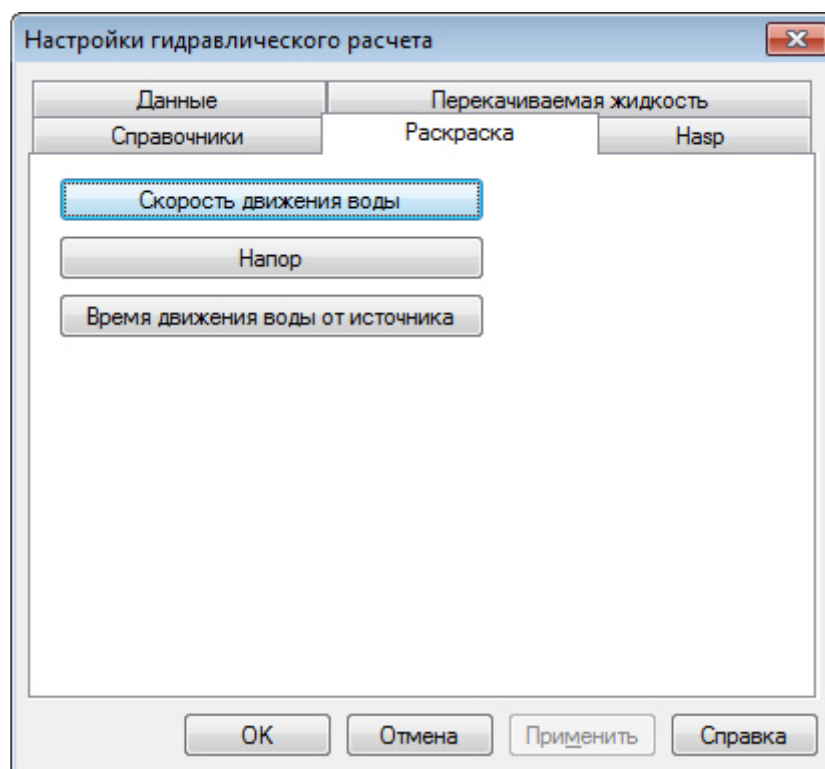 Настройки гидравлического расчета
Данные Перекачиваемая жидкость
Справочники Раскраска Hasp
Скорость движения воды
Напор
Время движения воды от источника
OK Отмена Применить Справка